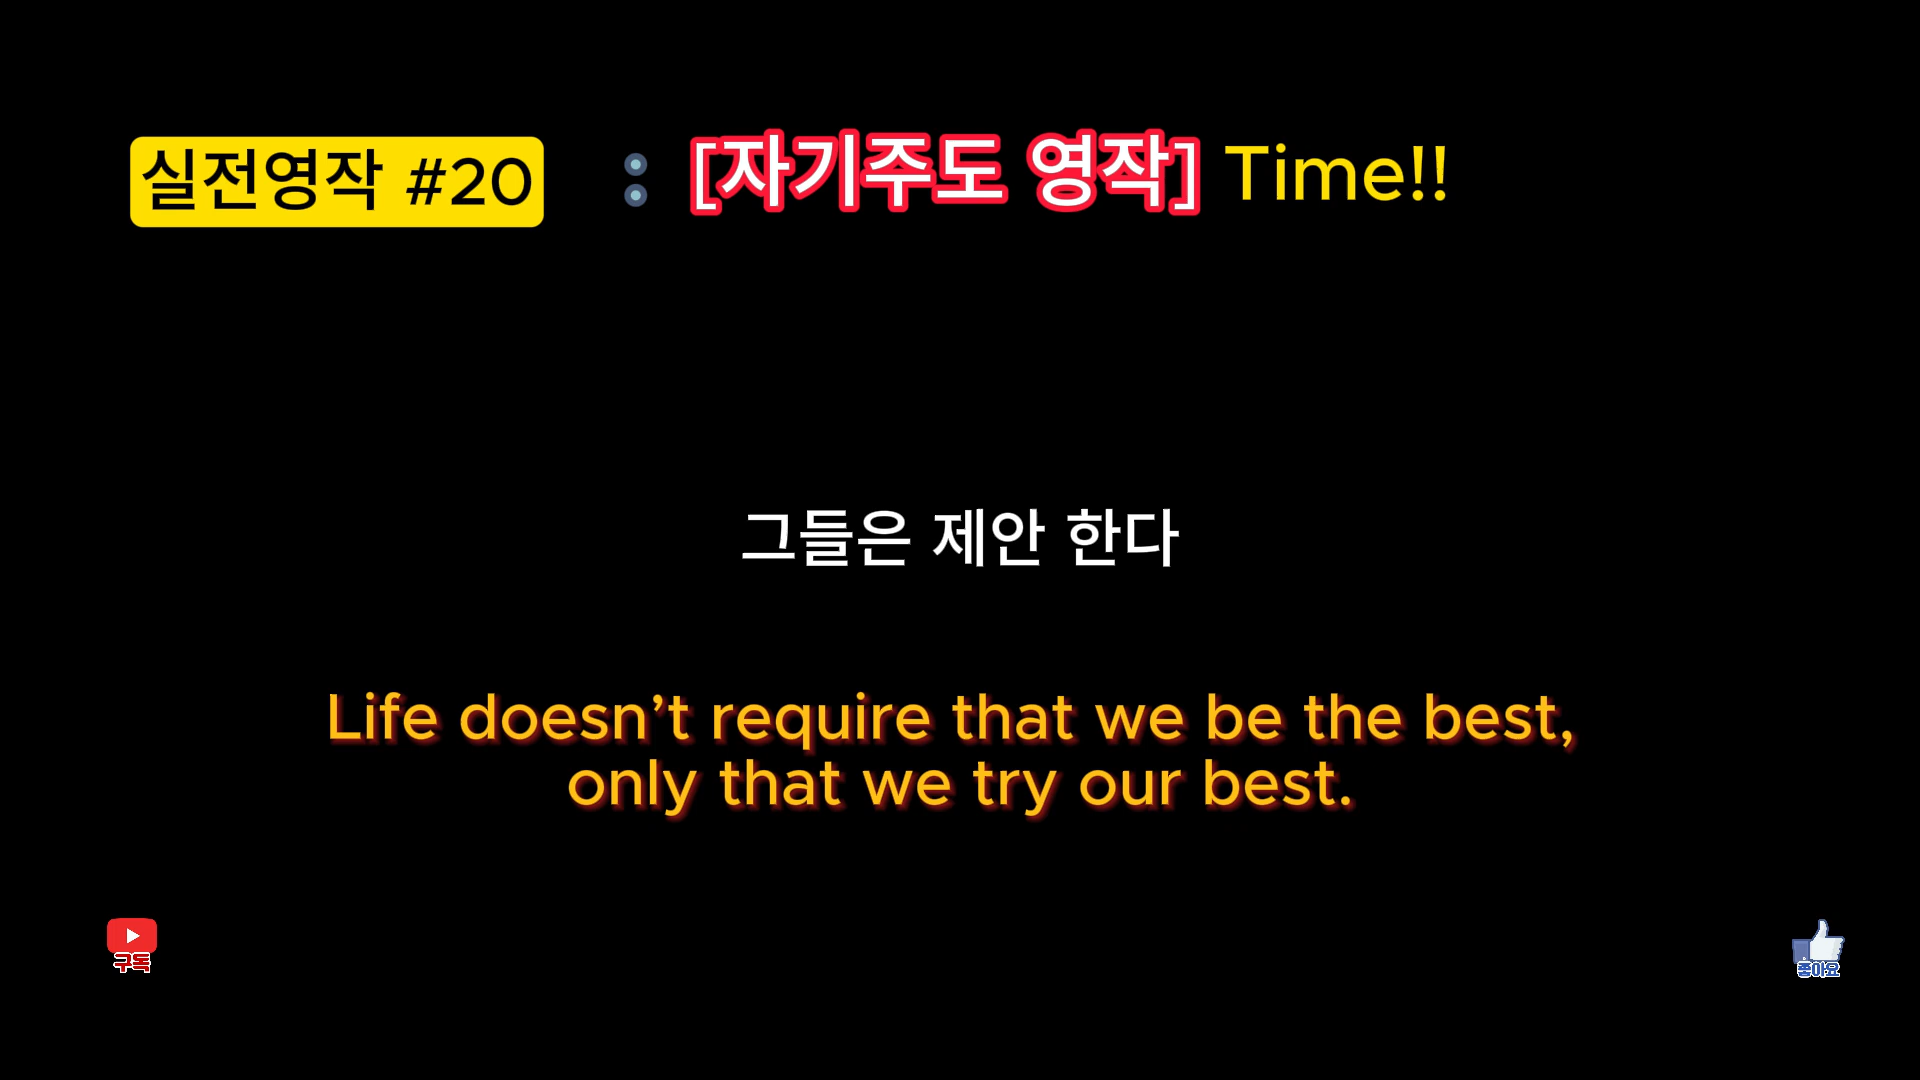 실전영작 #20 : [자기주도 영작] Time!!
그들은 제안 한다
Life doesn’t require that we be the best,
only that we try our best.
구독
좋아요